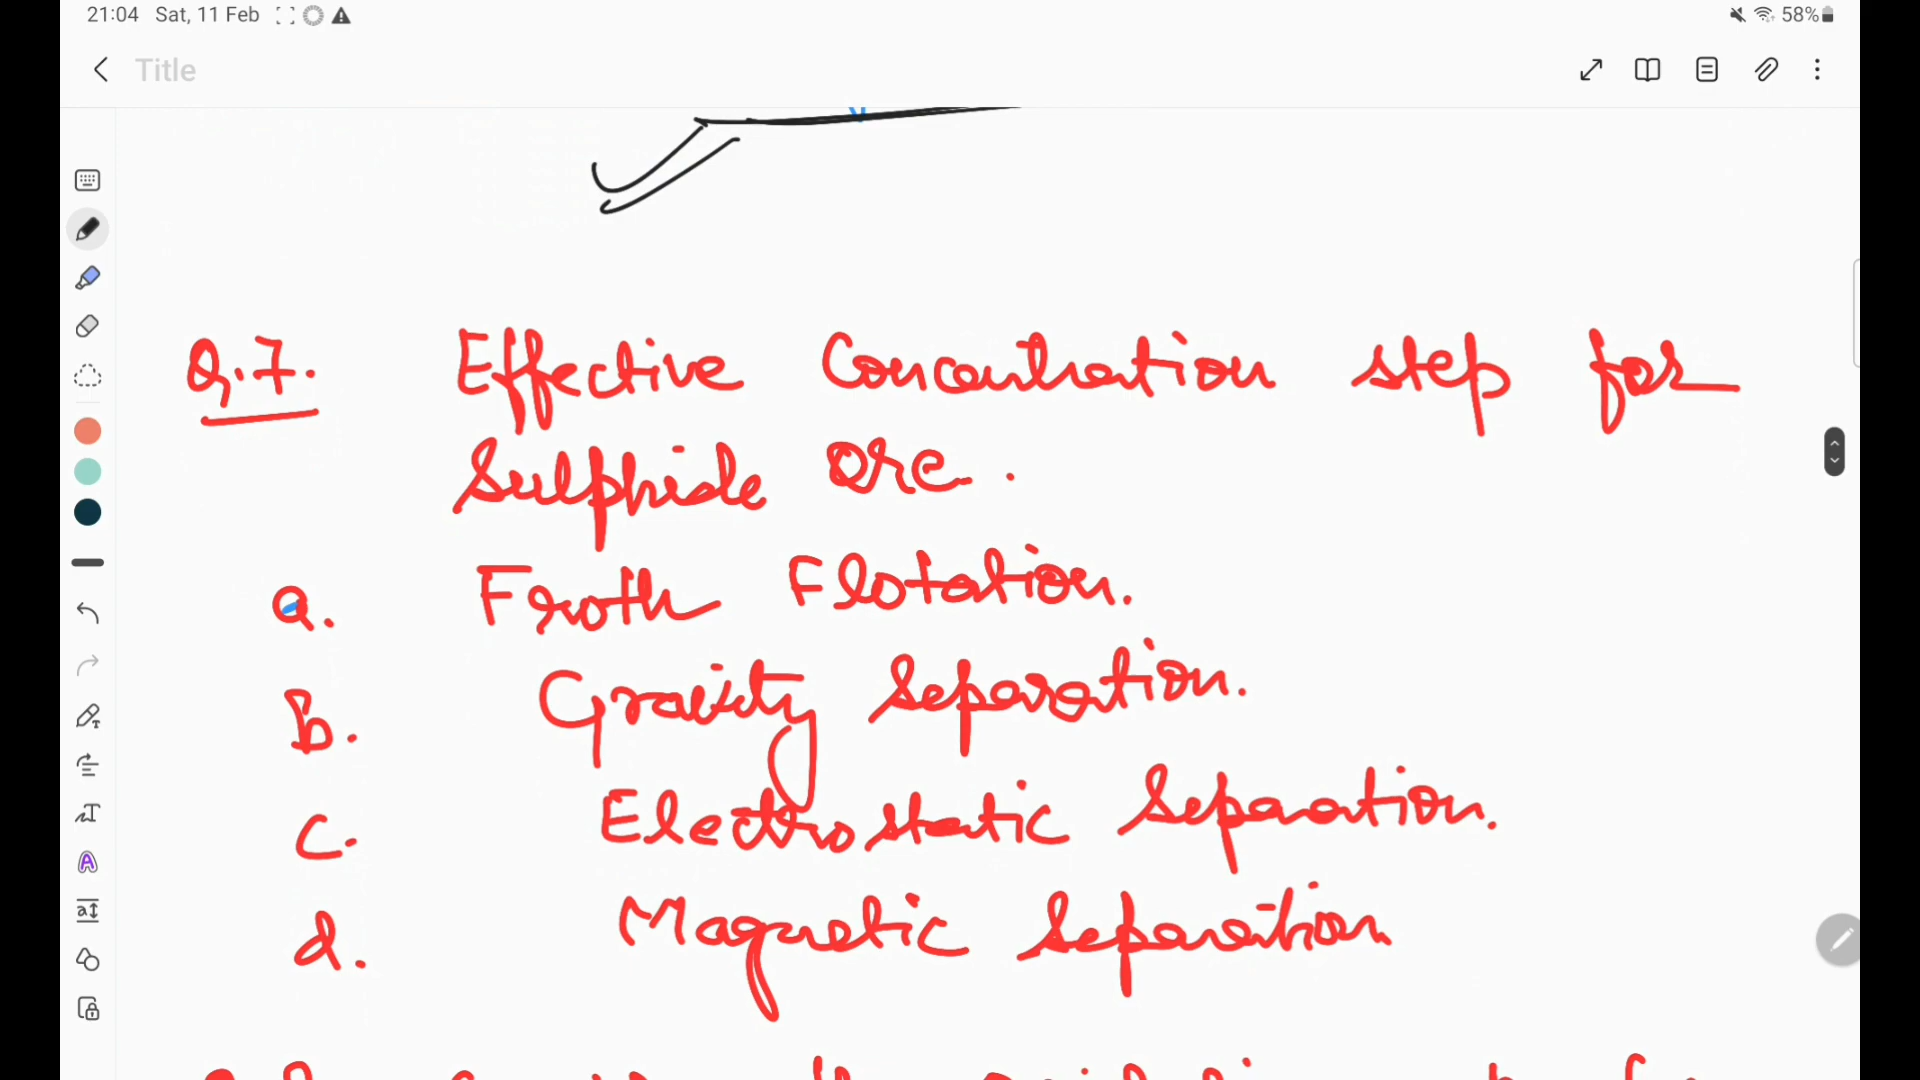 21:04 Sat, 11 Feb 58%
Title
Q.7. Effective Concentration step for
Sulphide Ore.
a. Froth Flotation.
B. Gravity Separation.
C. Electrostatic Separation.
d. Magnetic Separation